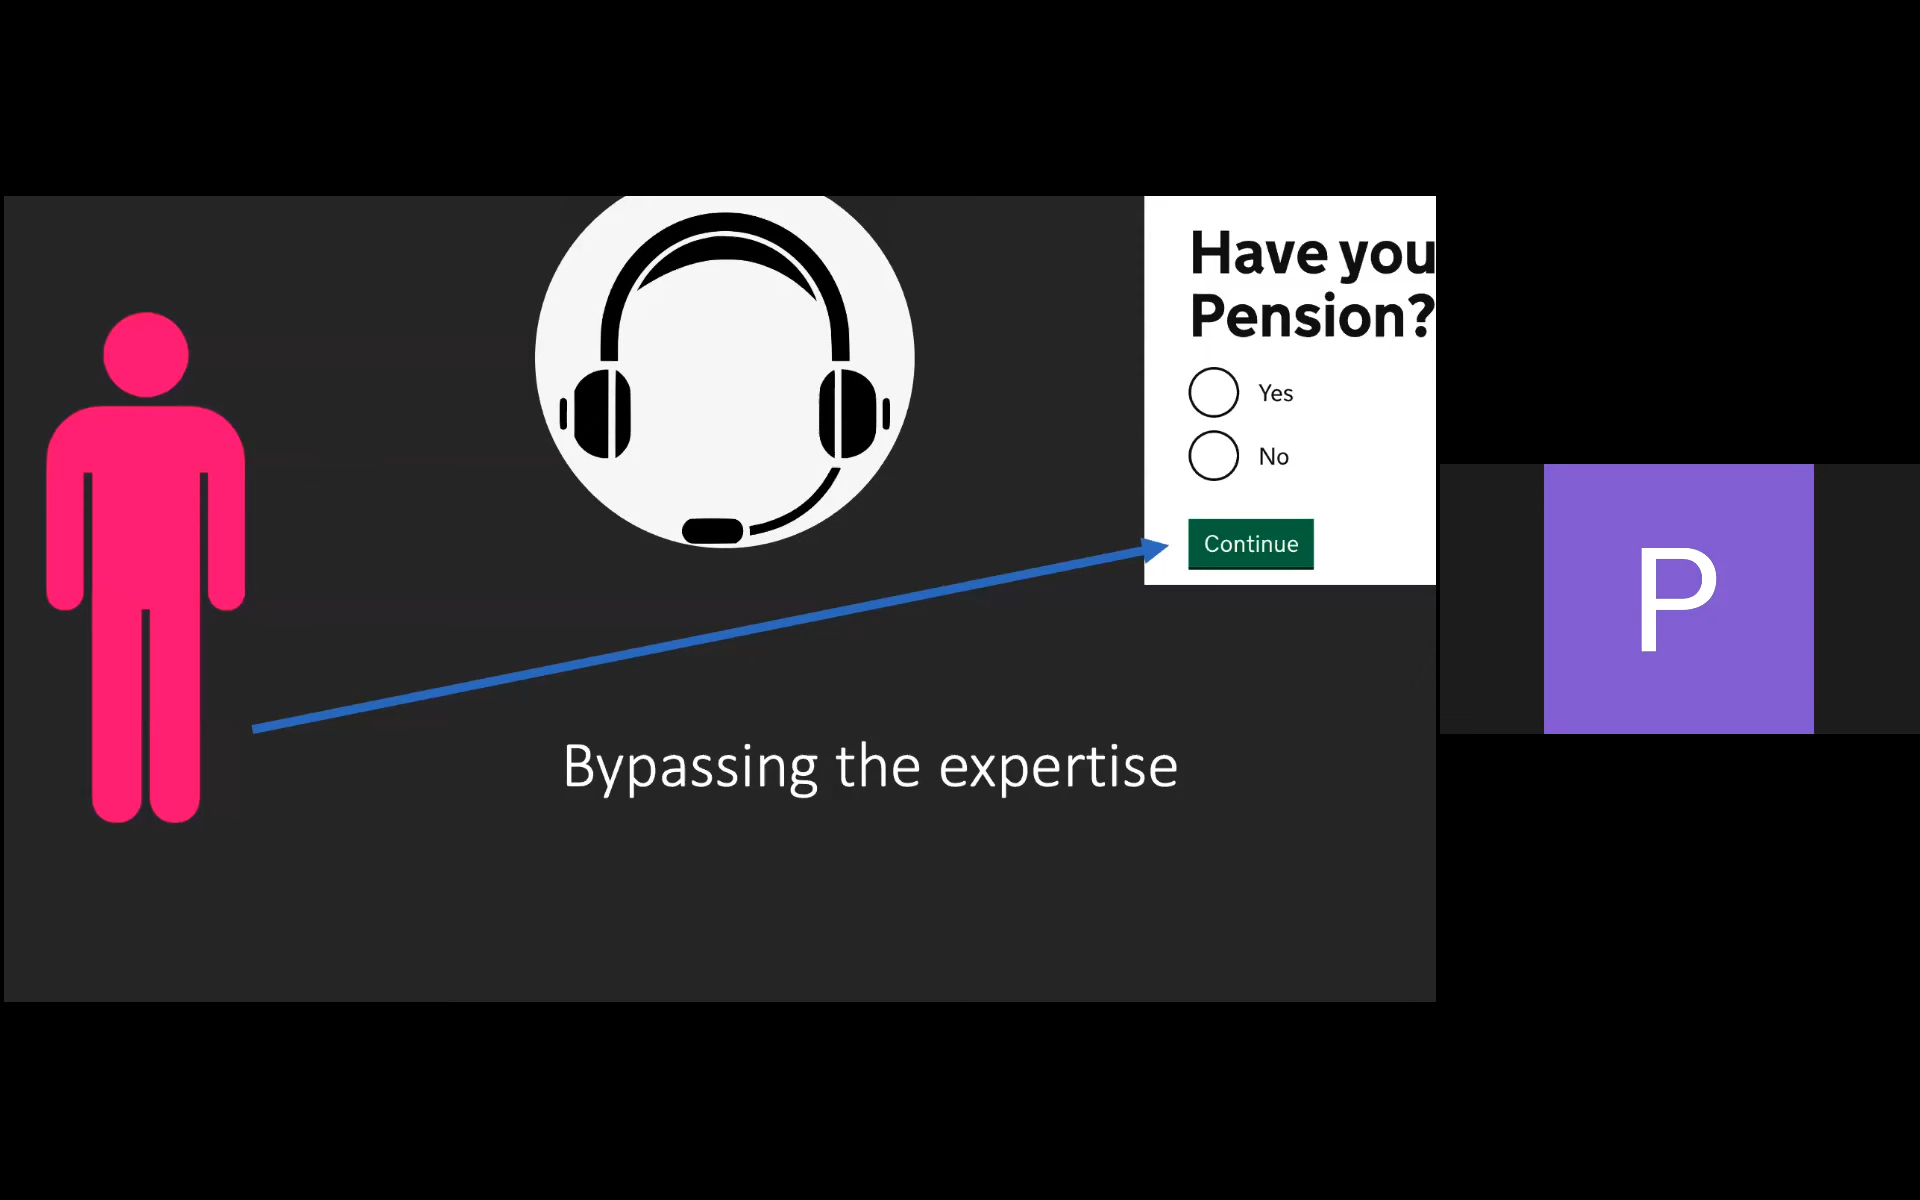 Have you
Pension?
Yes
No
Continue
Bypassing the expertise
P